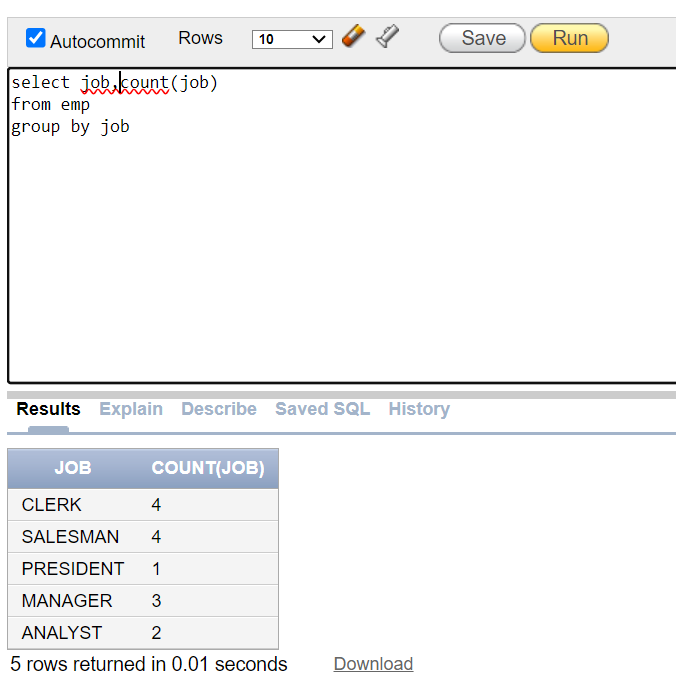 Autocommit Rows 10 Save Run
select job,count(job)
from emp
group by job
Results Explain Describe Saved SQL History
JOB COUNT(JOB)
CLERK 4
SALESMAN 4
PRESIDENT 1
MANAGER 3
ANALYST 2
5 rows returned in 0.01 seconds Download